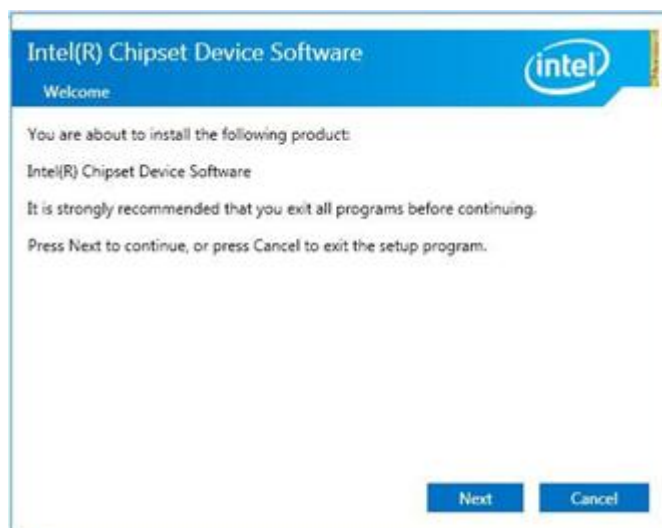 Intel(R) Chipset Device Software
intel
Welcome
You are about to install the following product:
Intel(R) Chipset Device Software
It is strongly recommended that you exit all programs before continuing.
Press Next to continue, or press Cancel to exit the setup program.
Next
Cancel